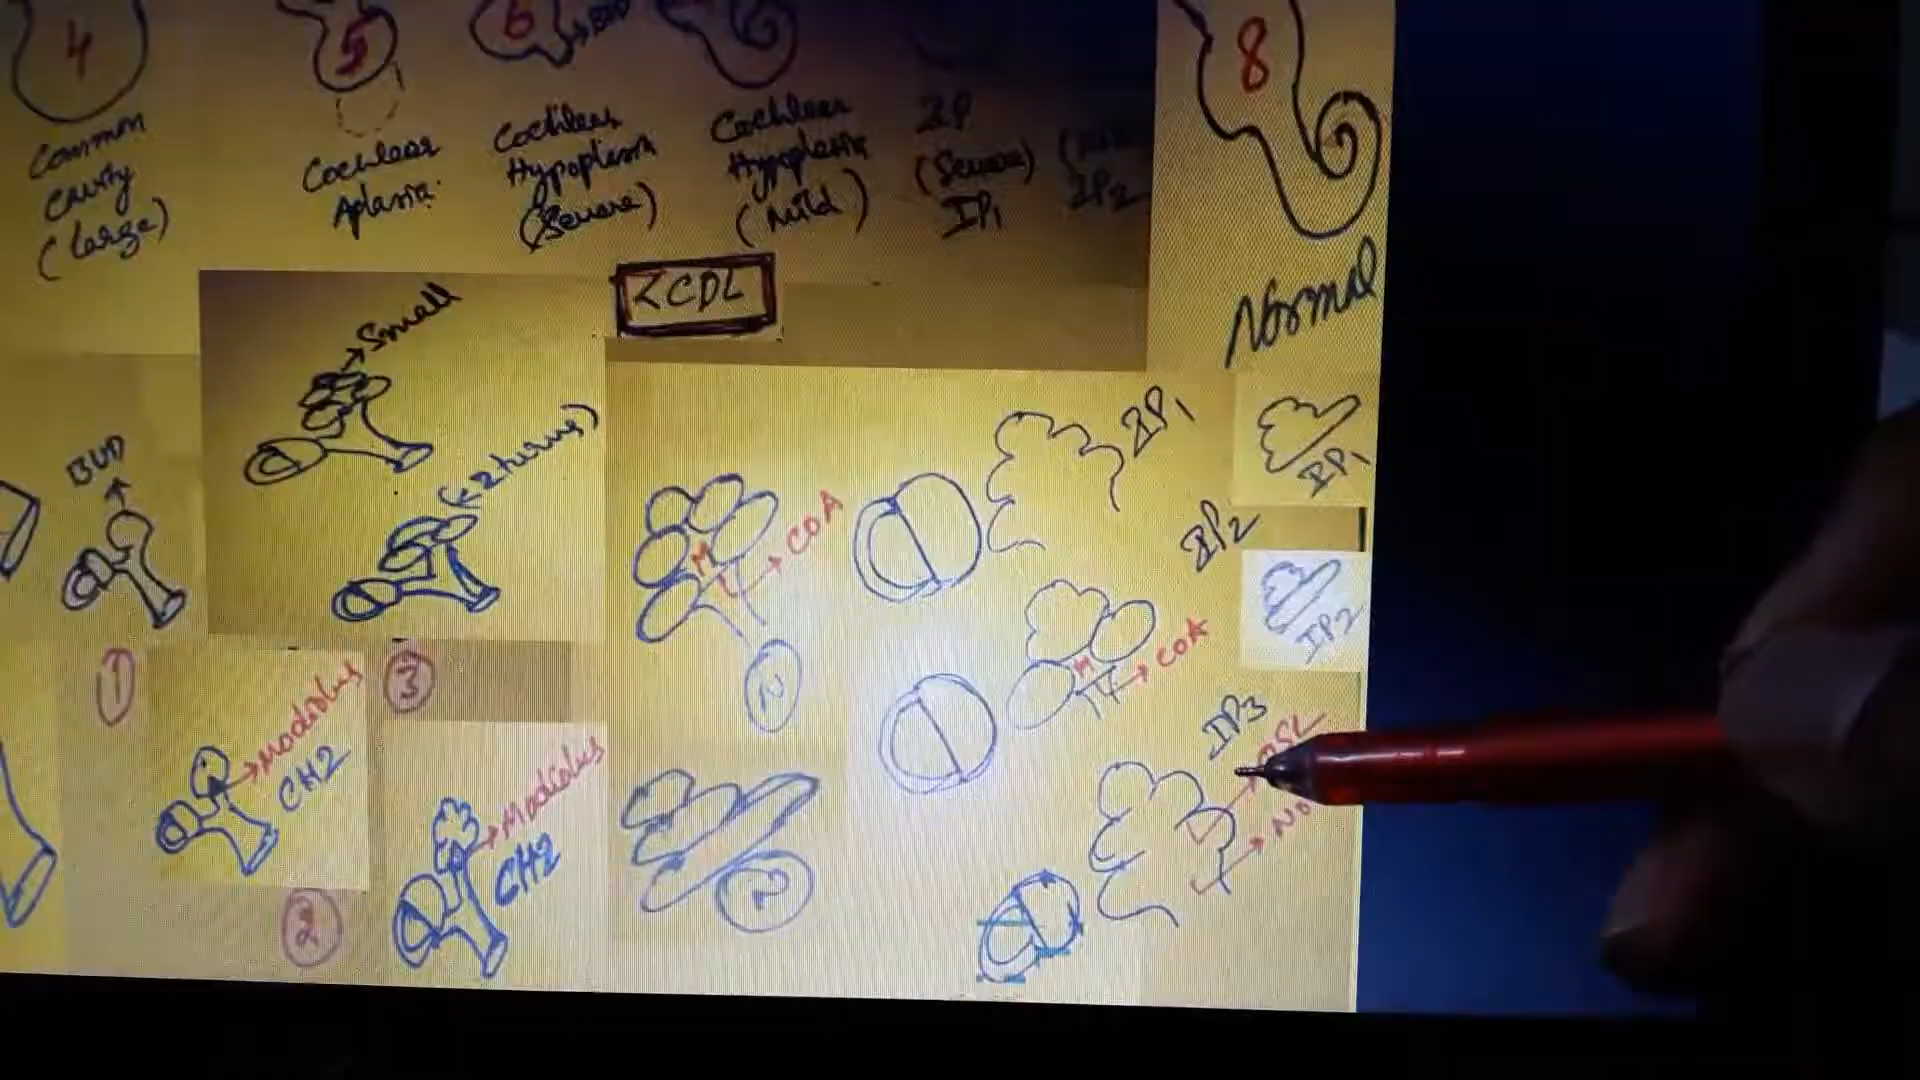 4
5
6
8
Common
Cavity
(large)
Cochlear
Aplasia
Cochlear
Hypoplasia
(Severe)
Cochlear
Hypoplasia
(Mild)
IP
(Severe)
IP1
IP2
Normal
<CDL
Small
(<2 turns)
BUD
M
COA
N
IP1
IP1
IP2
IP2
M
COA
1
3
Modiolus
CH2
2
Modiolus
CH2
N
IP3
No